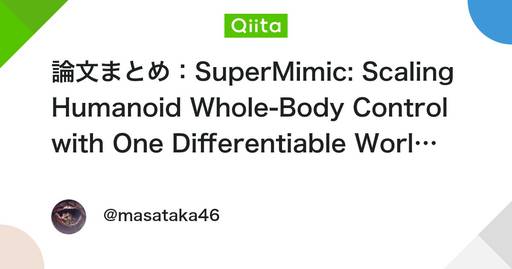 Qiita
論文まとめ：SuperMimic: Scaling
Humanoid Whole-Body Control
with One Differentiable Worl…
@masataka46